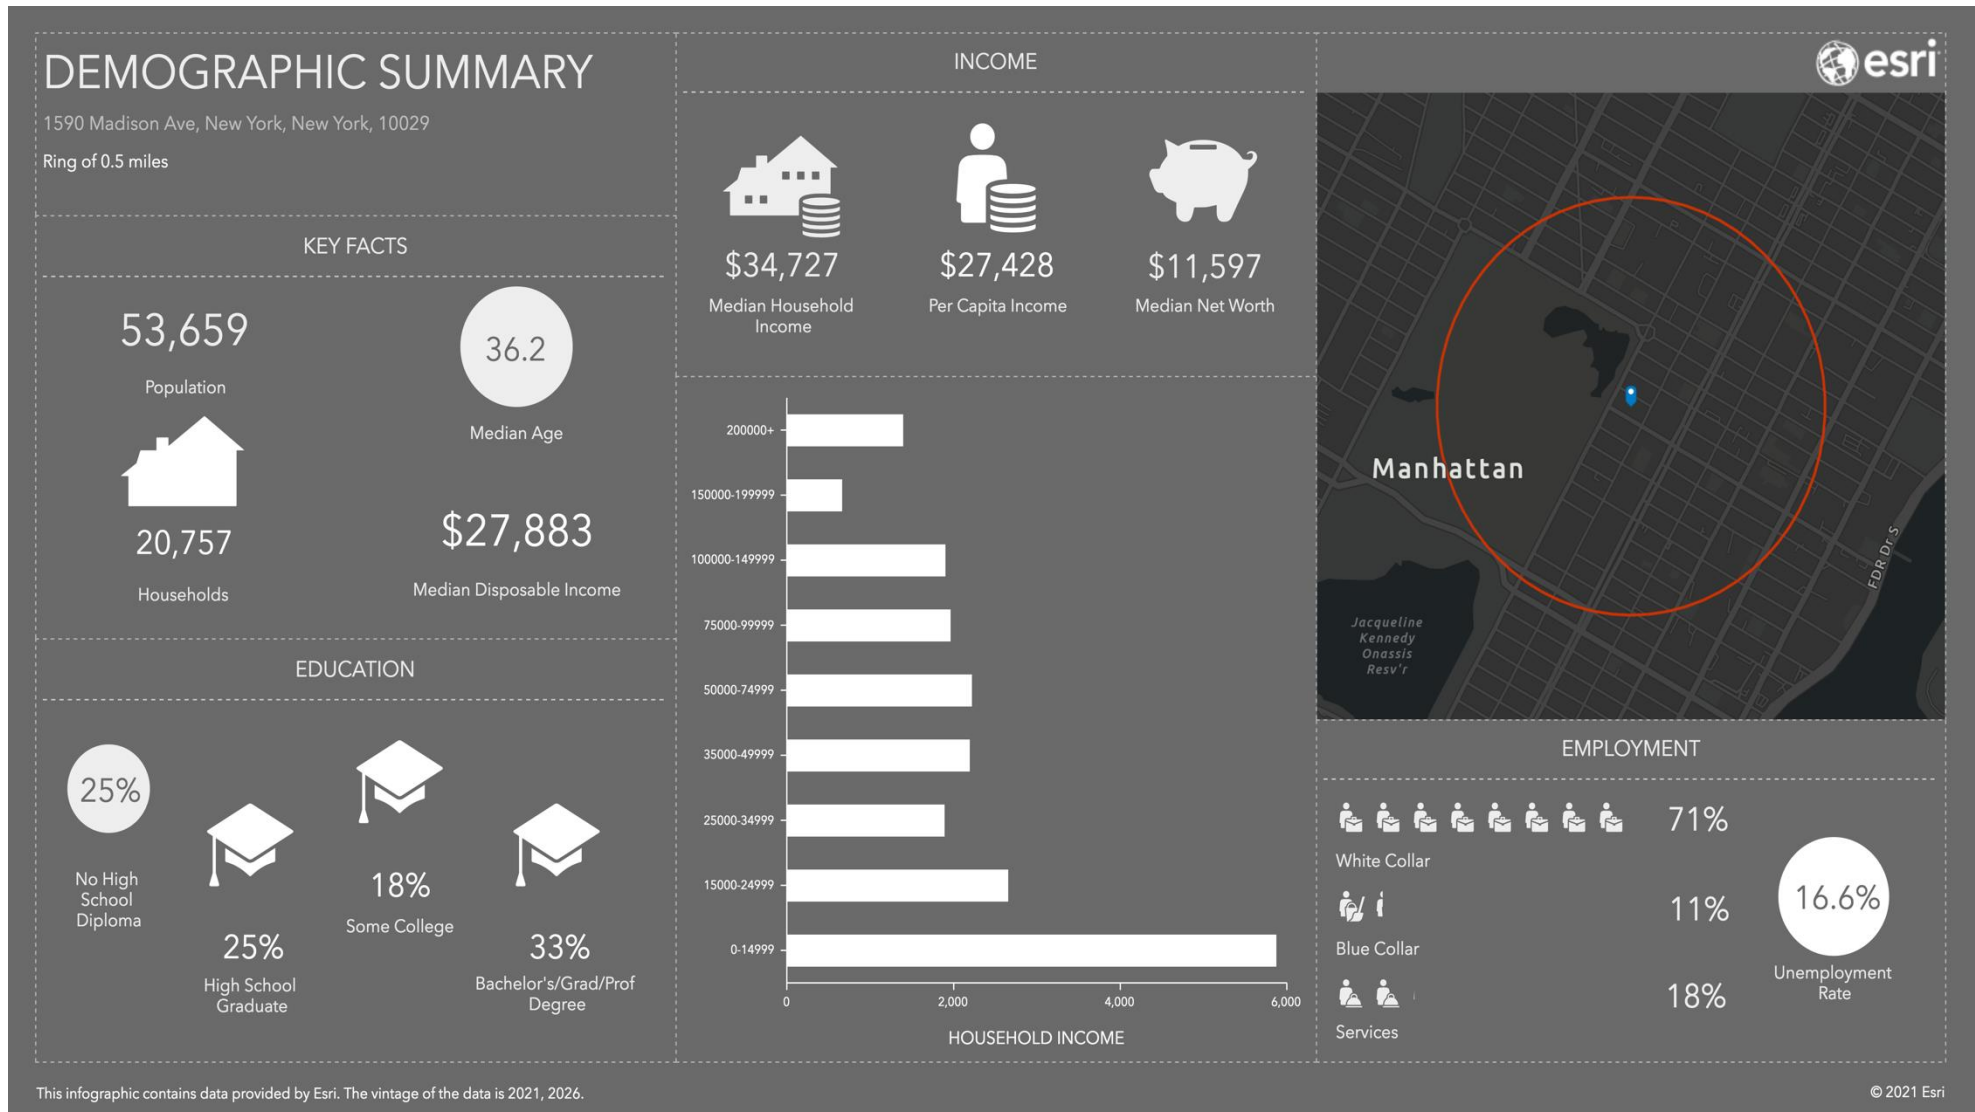 DEMOGRAPHIC SUMMARY
1590 Madison Ave, New York, New York, 10029
Ring of 0.5 miles
KEY FACTS
53,659
Population
36.2
Median Age
20,757
Households
$27,883
Median Disposable Income
EDUCATION
25%
No High
School
Diploma
25%
High School
Graduate
18%
Some College
33%
Bachelor's/Grad/Prof
Degree
INCOME
$34,727
Median Household
Income
$27,428
Per Capita Income
$11,597
Median Net Worth
200000+
150000-199999
100000-149999
75000-99999
50000-74999
35000-49999
25000-34999
15000-24999
0-14999
0
2,000
4,000
6,000
HOUSEHOLD INCOME
esri
Manhattan
FDR Dr S
Jacqueline
Kennedy
Onassis
Resv'r
EMPLOYMENT
71%
White Collar
11%
Blue Collar
18%
Services
16.6%
Unemployment
Rate
This infographic contains data provided by Esri. The vintage of the data is 2021, 2026.
© 2021 Esri